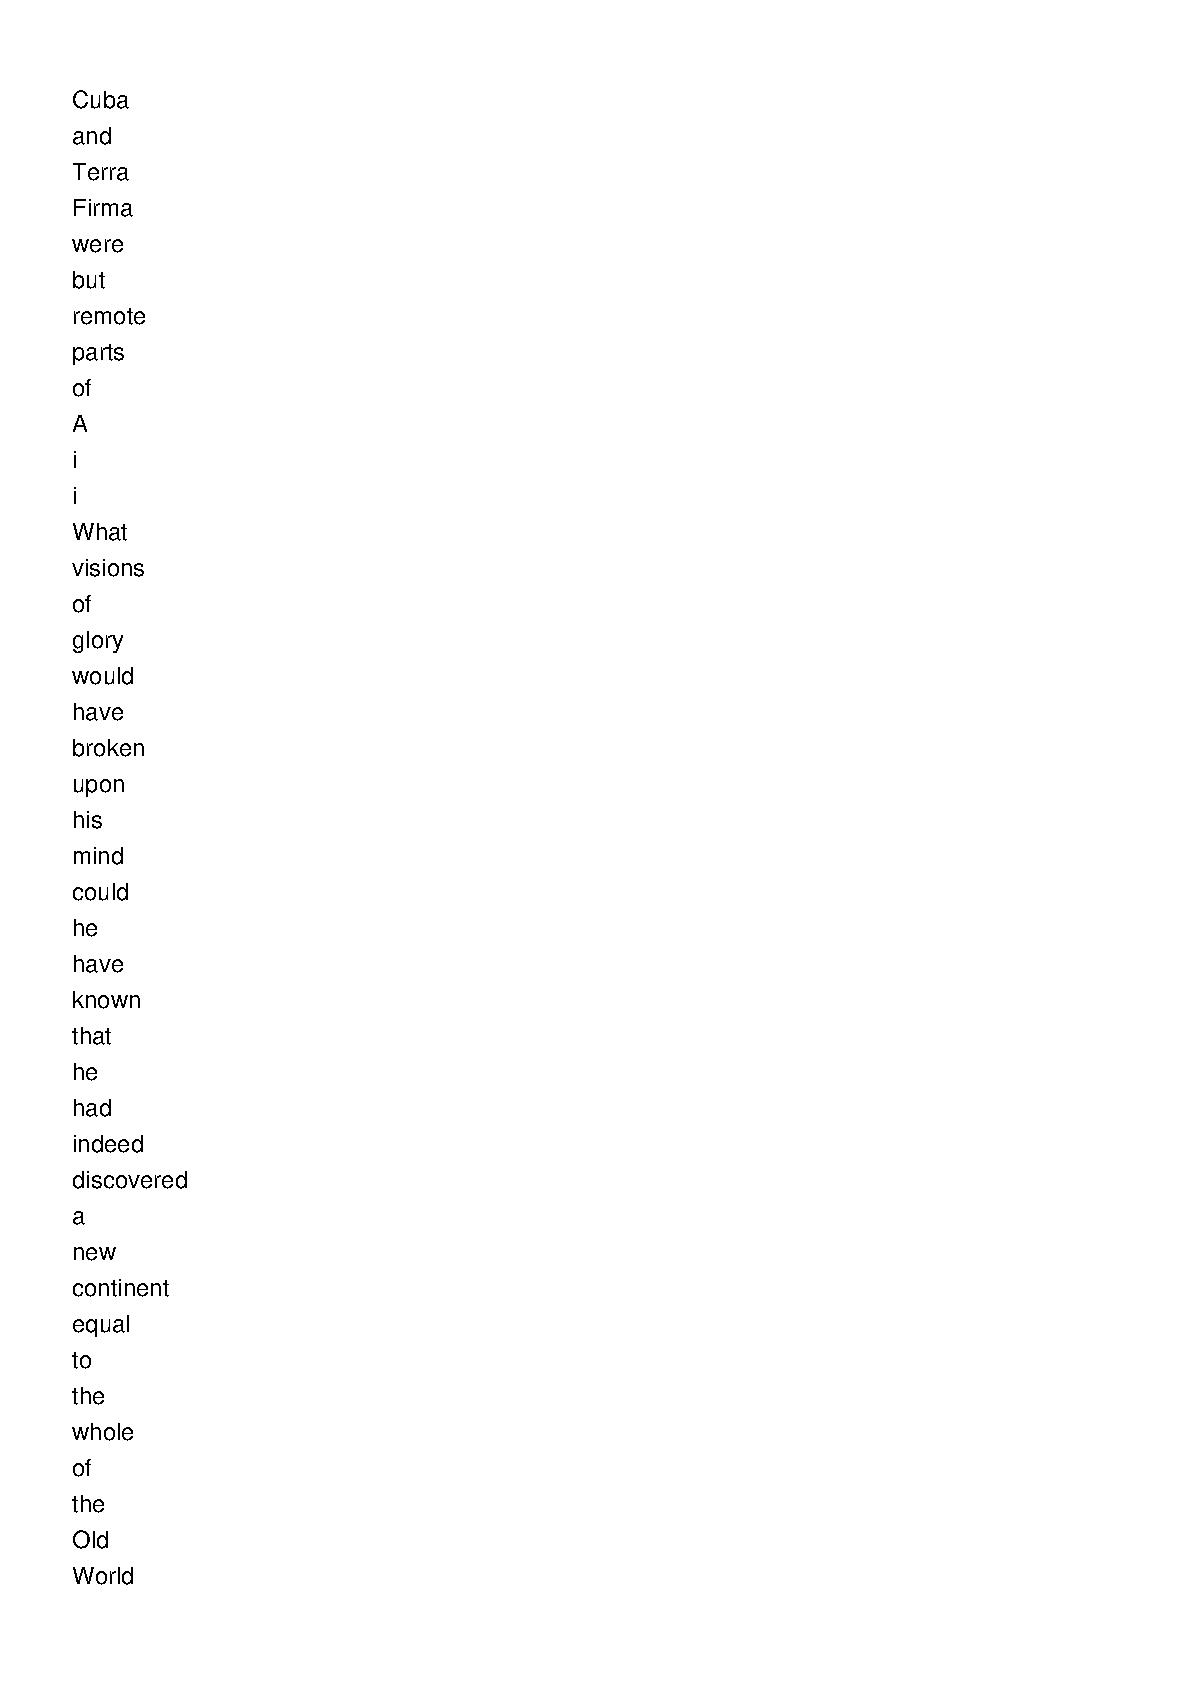 Cuba
and
Terra
Firma
were
but
remote
parts
of
A
i
i
What
visions
of
glory
would
have
broken
upon
his
mind
could
he
have
known
that
he
had
indeed
discovered
a
new
continent
equal
to
the
whole
of
the
Old
World